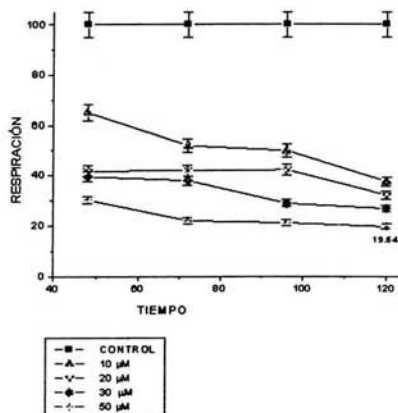 RESPIRACIÓN
100
80
60
40
20
0
19.64
40
60
80
100
120
TIEMPO
CONTROL
10 µM
20 µM
30 µM
50 µM